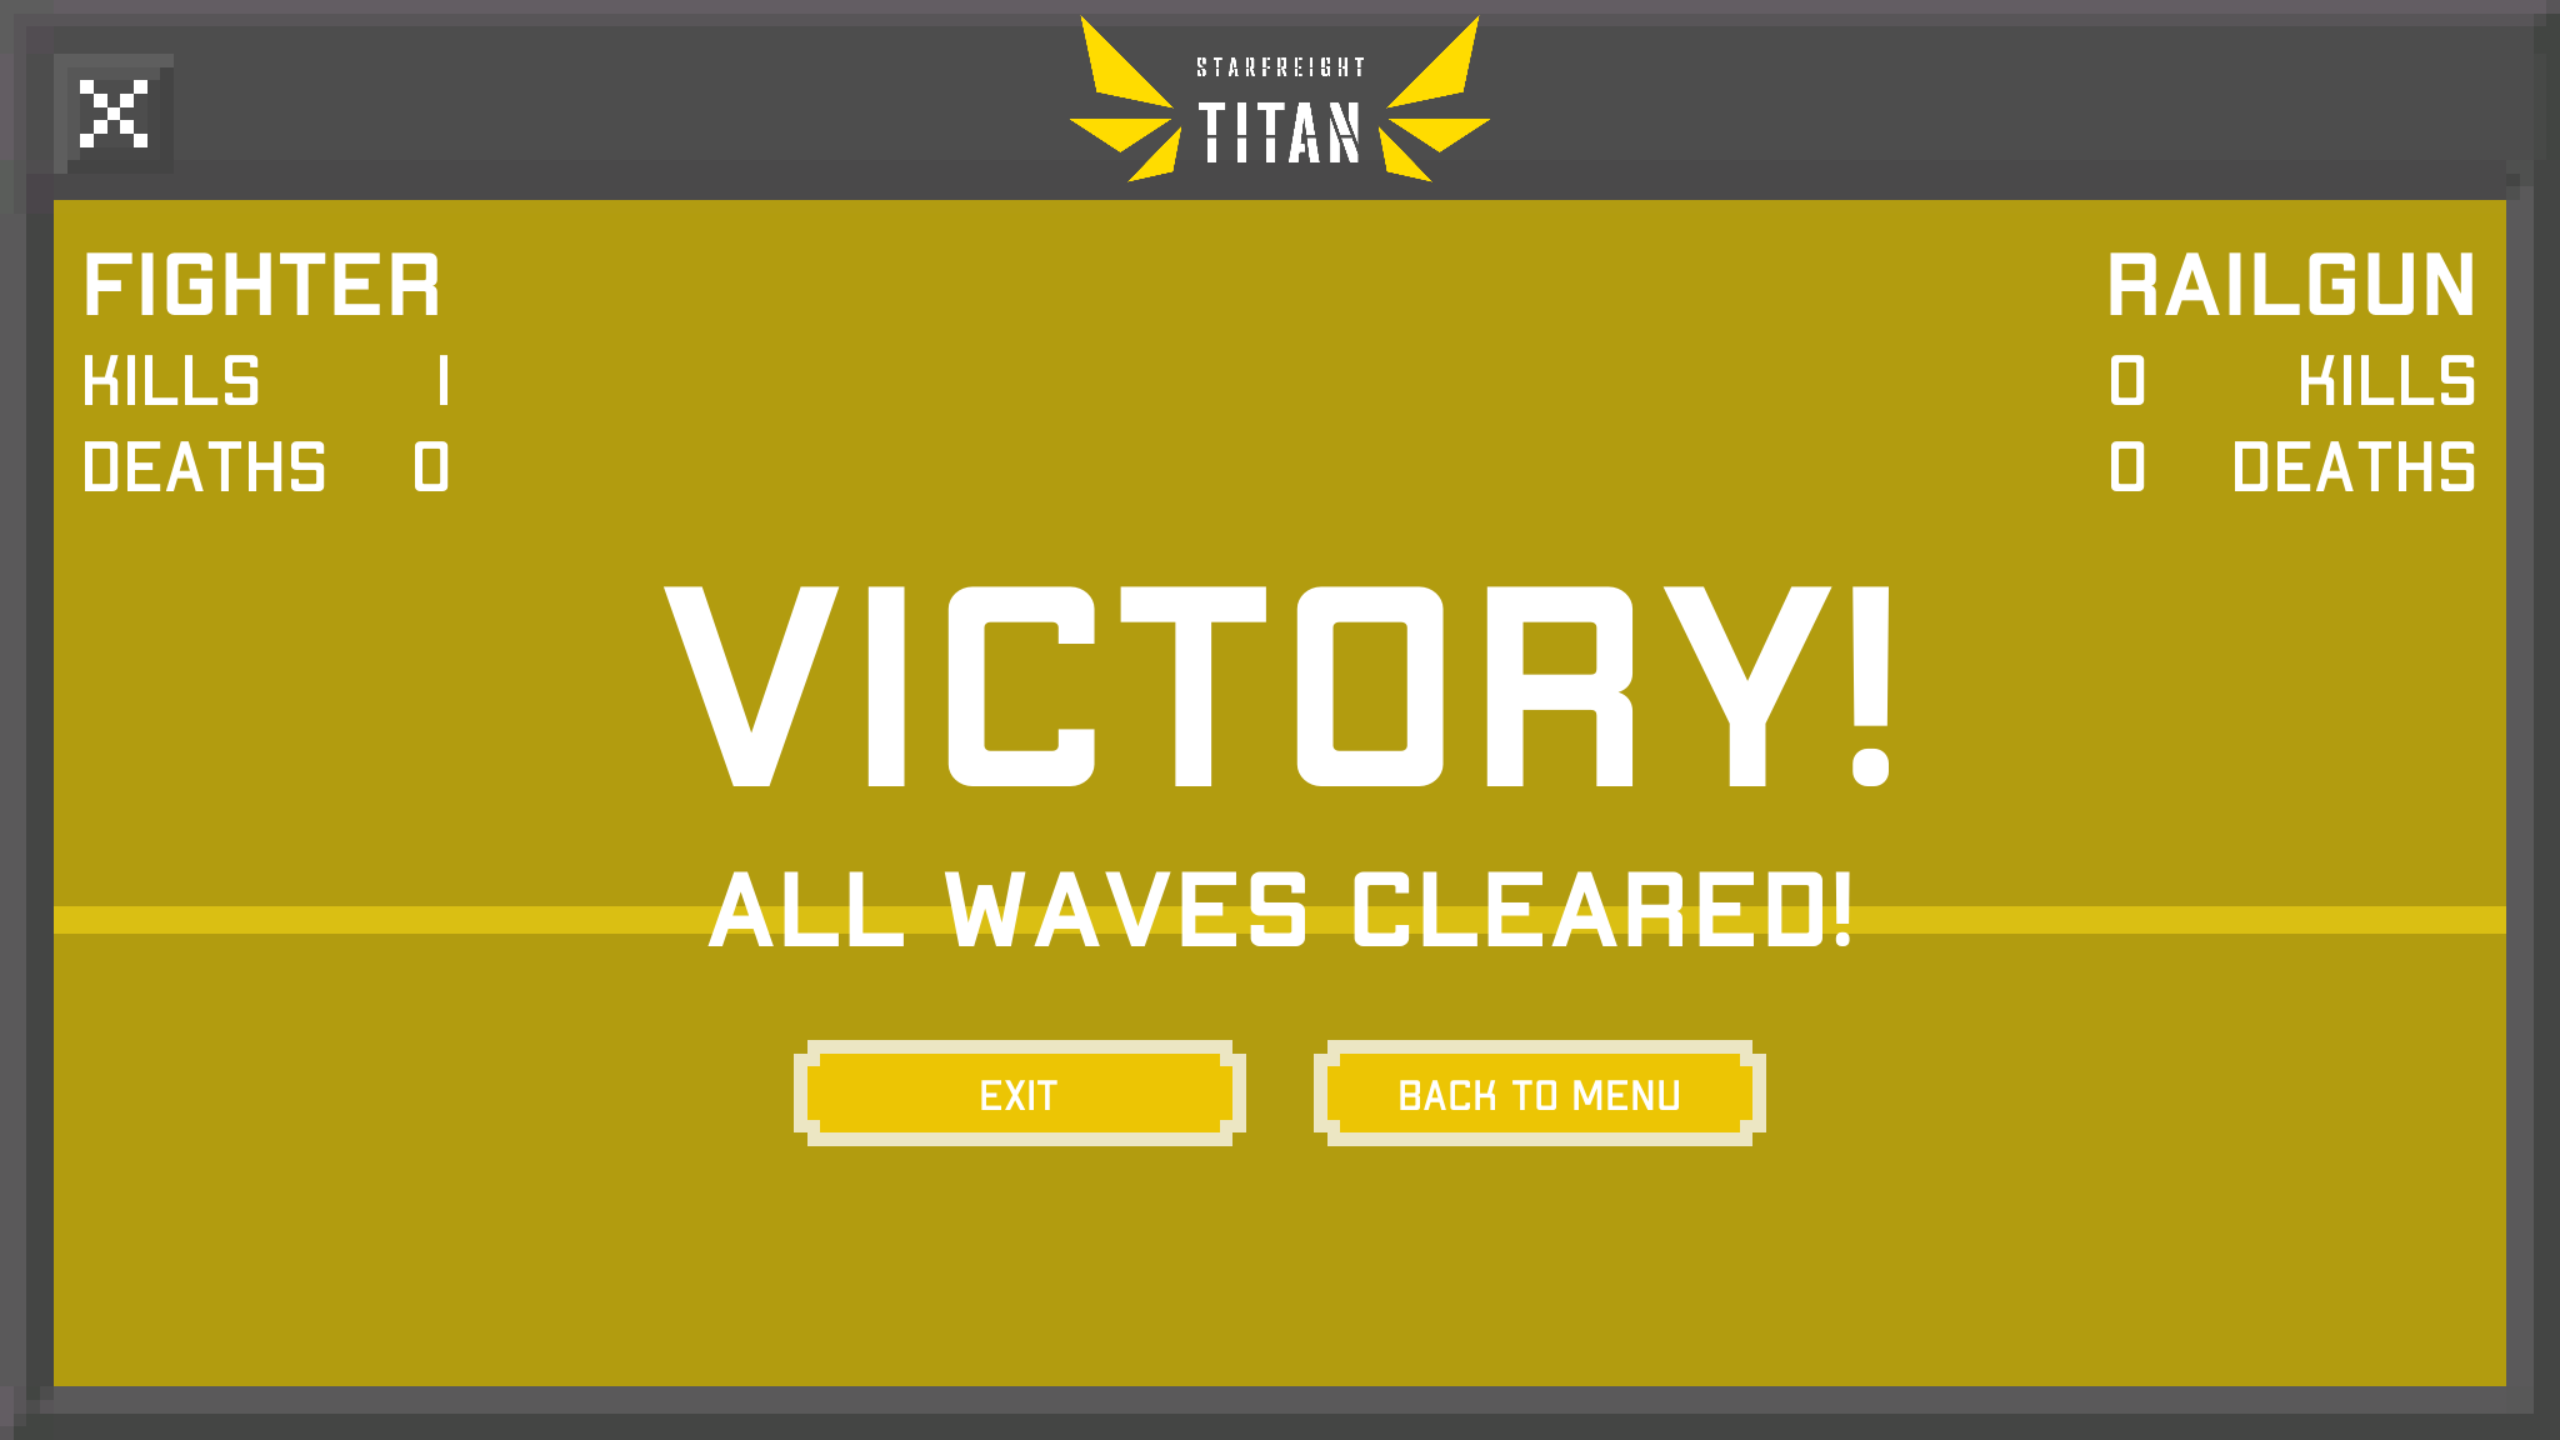 STARFREIGHT
TITAN
FIGHTER
KILLS 1
DEATHS 0
RAILGUN
0 KILLS
0 DEATHS
VICTORY!
ALL WAVES CLEARED!
EXIT
BACK TO MENU